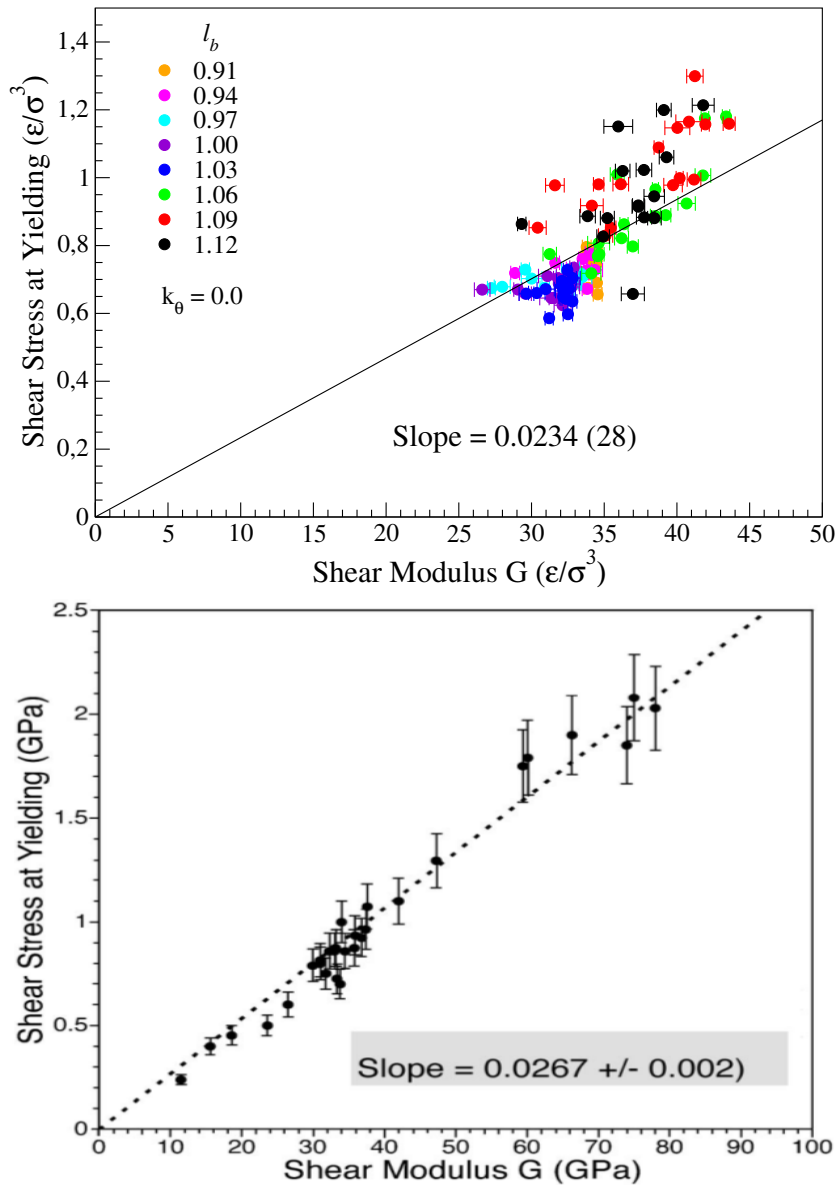 1,4
1,2
1
0,8
0,6
0,4
0,2
0
Shear Stress at Yielding (ε/σ³)
l_b
0.91
0.94
0.97
1.00
1.03
1.06
1.09
1.12
k_θ = 0.0
Slope = 0.0234 (28)
0 5 10 15 20 25 30 35 40 45 50
Shear Modulus G (ε/σ³)
2.5
2
1.5
1
0.5
0
Shear Stress at Yielding (GPa)
Slope = 0.0267 +/- 0.002)
0 10 20 30 40 50 60 70 80 90 100
Shear Modulus G (GPa)